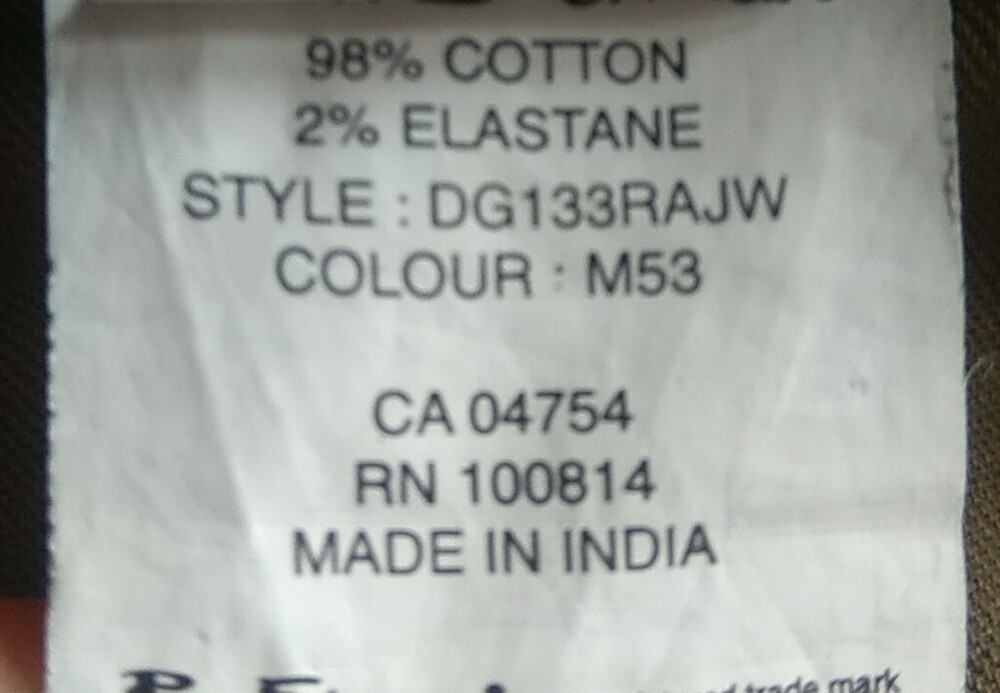 98% COTTON
2% ELASTANE
STYLE : DG133RAJW
COLOUR : M53
CA 04754
RN 100814
MADE IN INDIA
trade mark